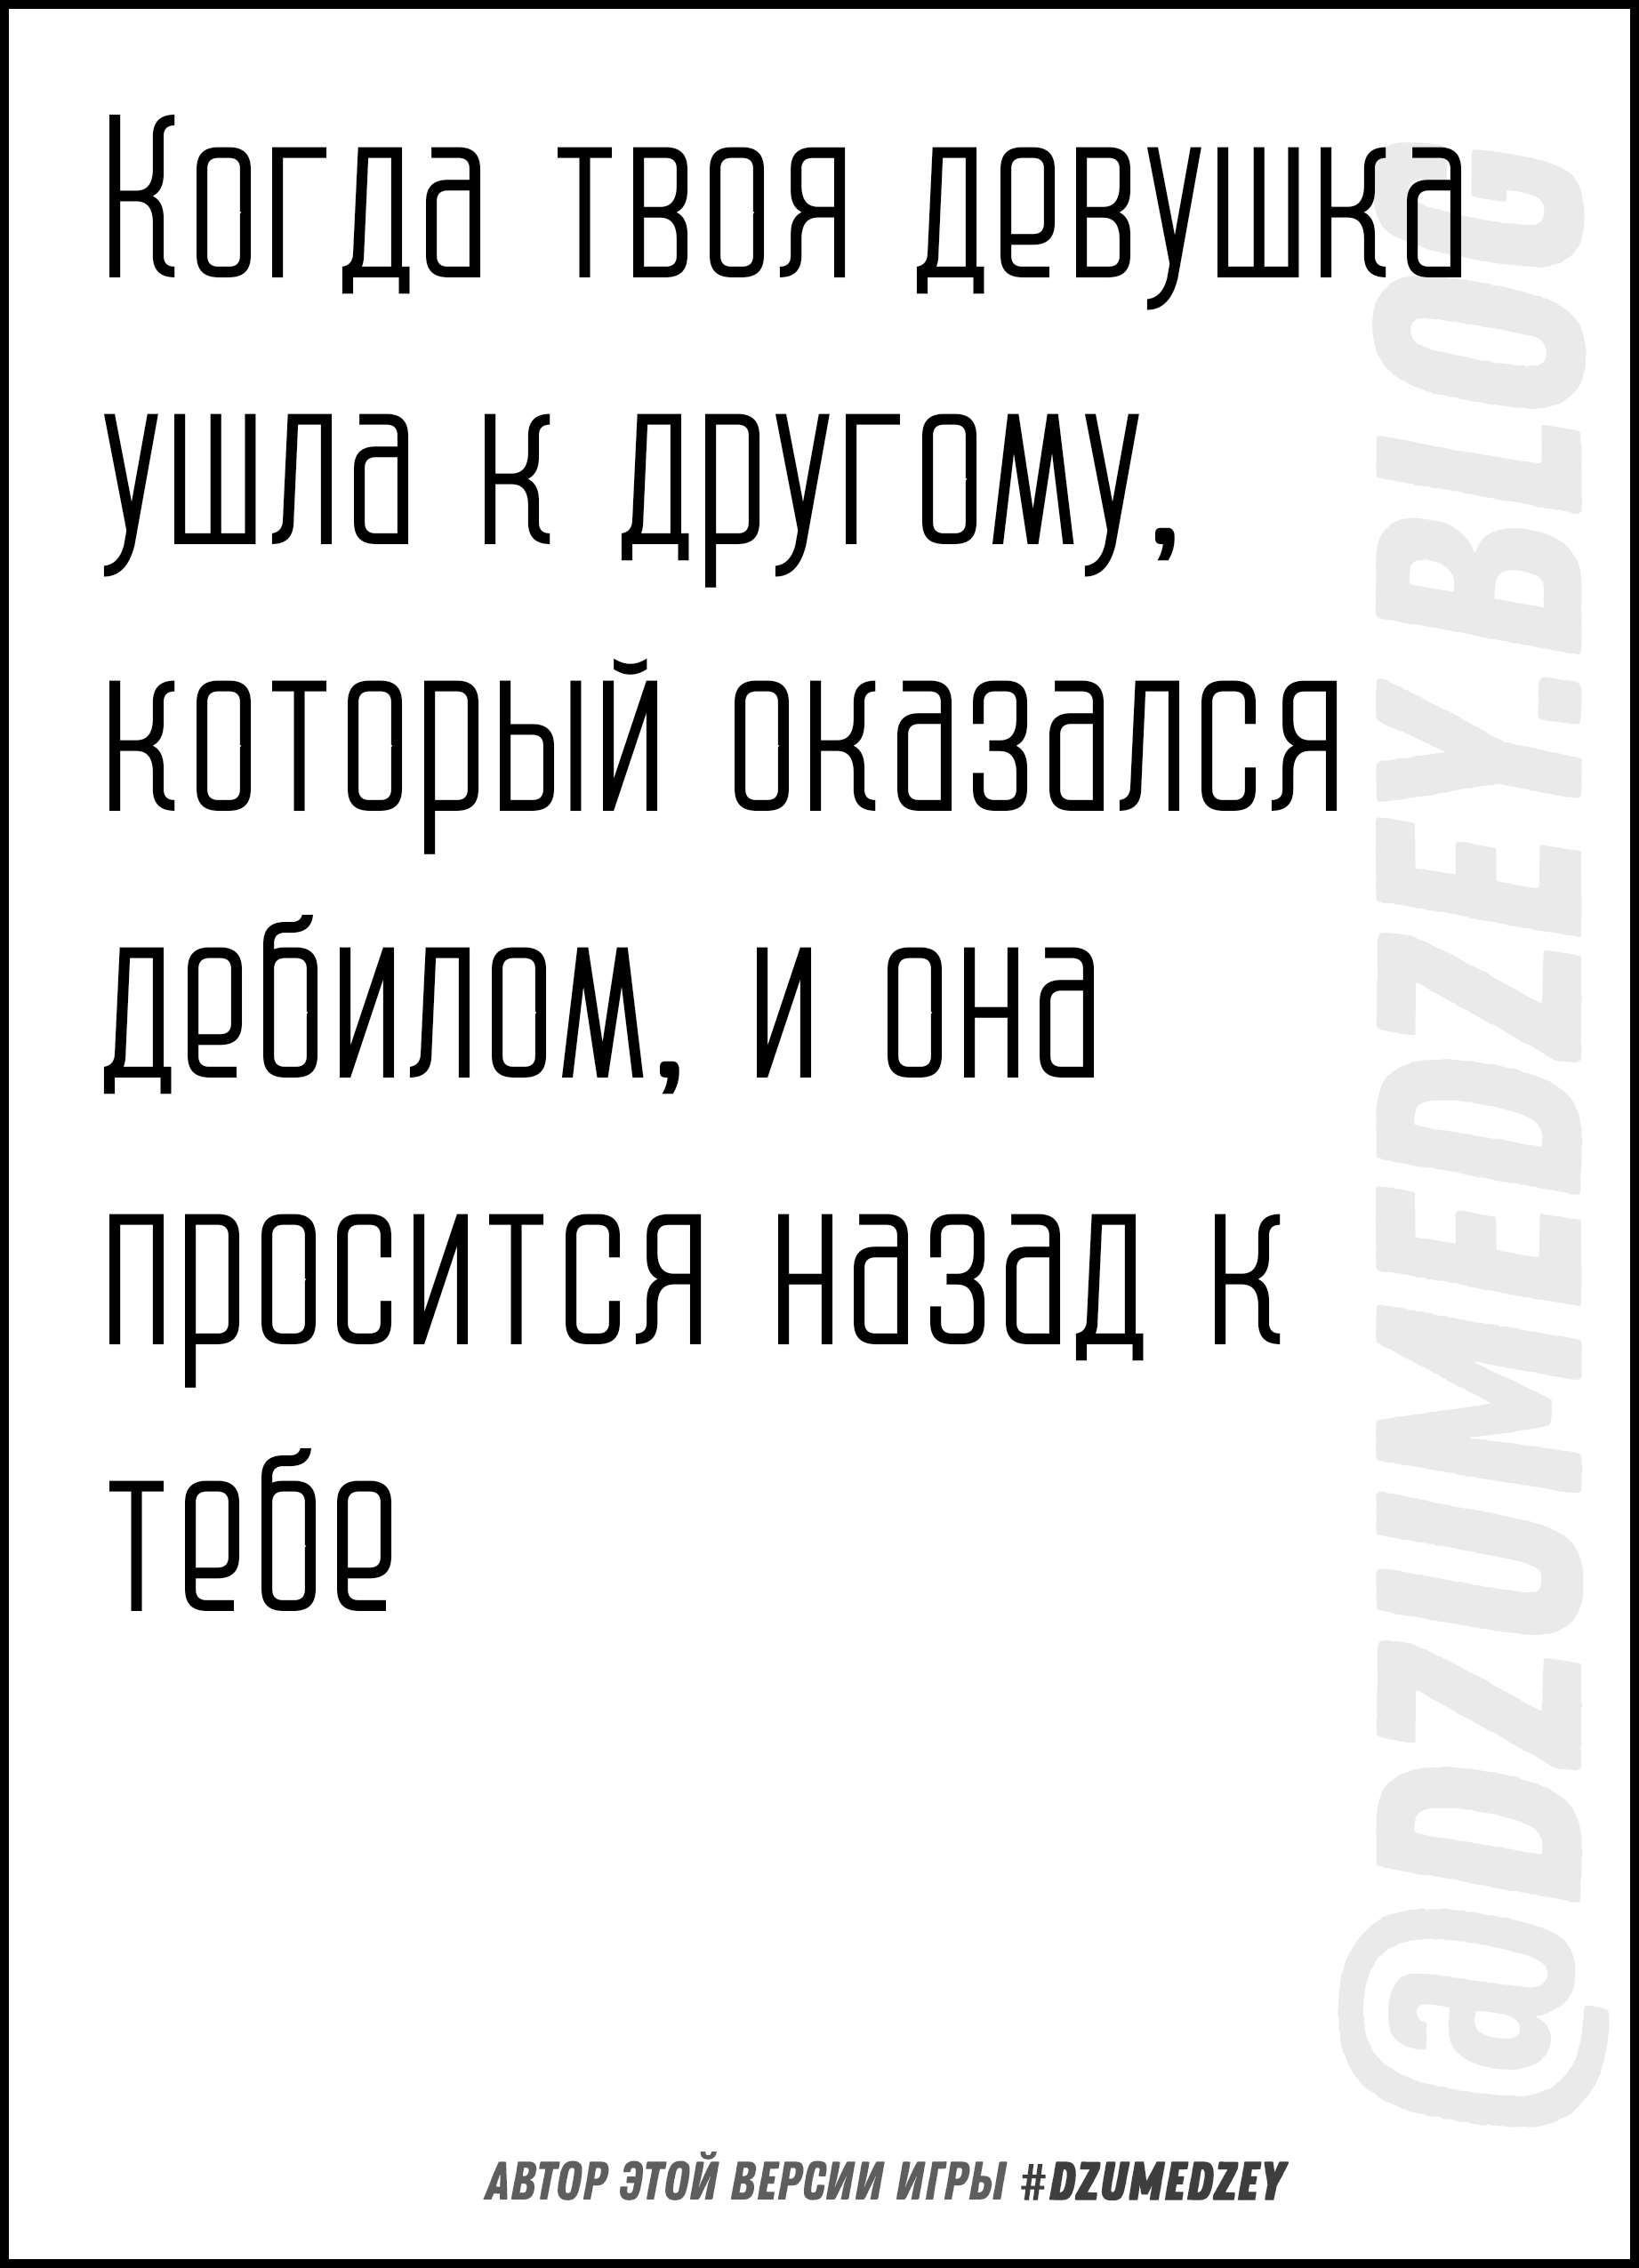 Когда твоя девушка
ушла к другому,
который оказался
дебилом, и она
просится назад к
тебе
@DZUMEDZEY.BLOG
АВТОР ЭТОЙ ВЕРСИИ ИГРЫ #DZUMEDZEY